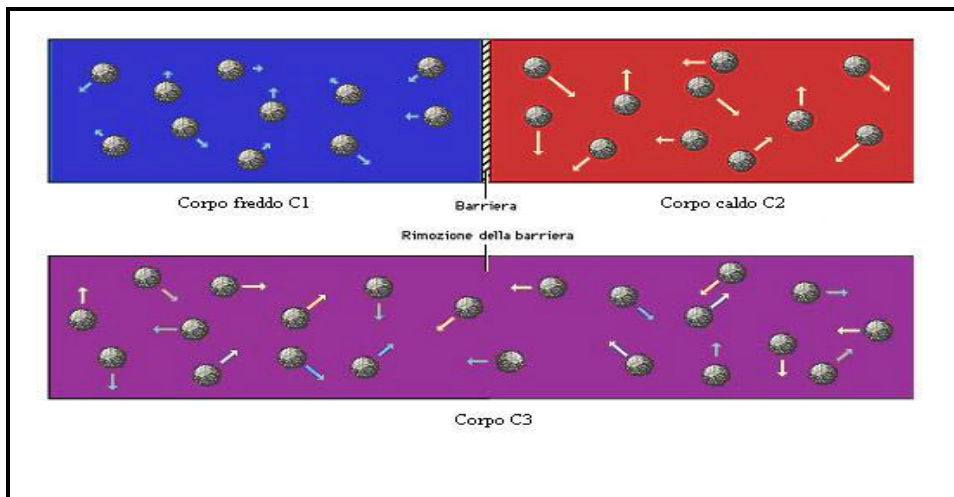 Corpo freddo C1
Barriera
Corpo caldo C2
Rimozione della barriera
Corpo C3